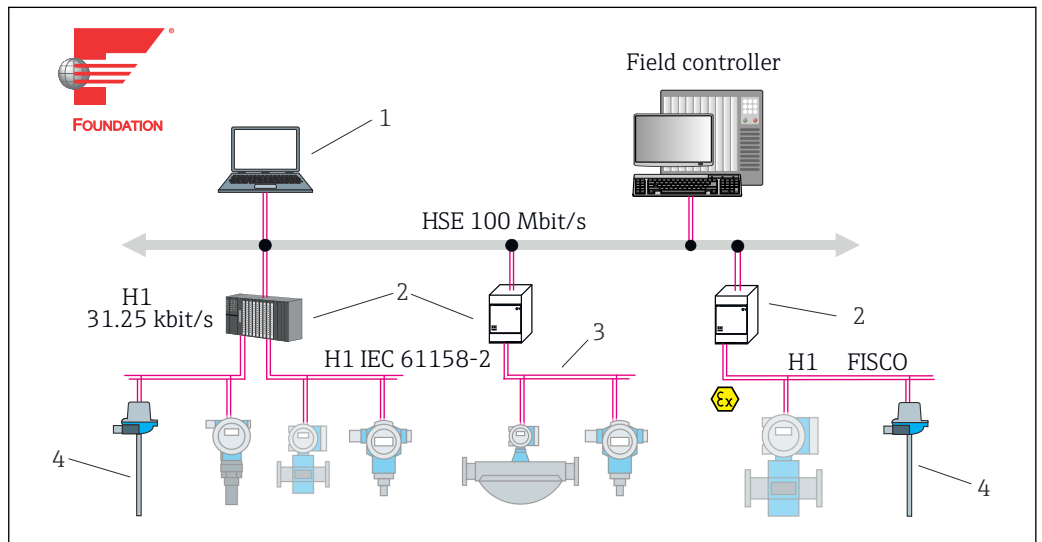 ®
FOUNDATION
Field controller
1
HSE 100 Mbit/s
H1
31.25 kbit/s
2
2
H1 IEC 61158-2
3
H1 FISCO
Ex
4
4